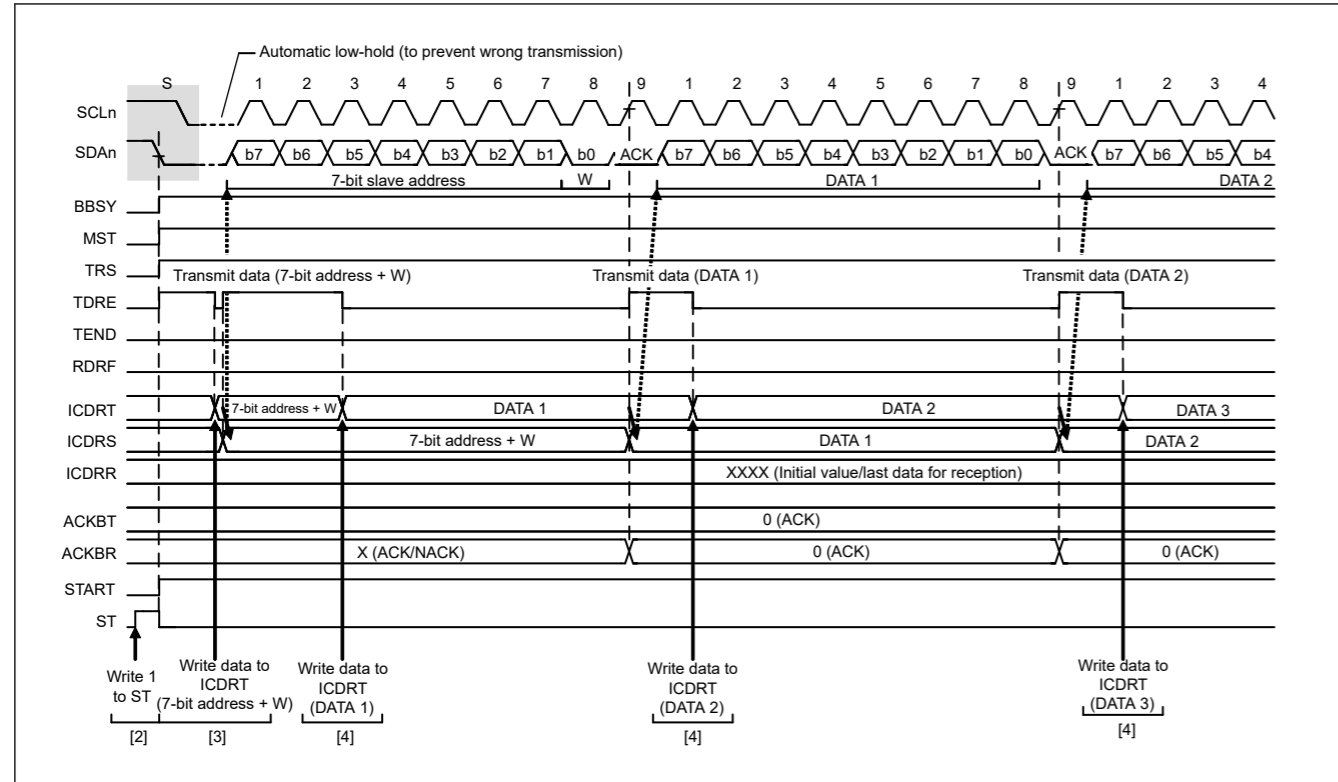 Automatic low-hold (to prevent wrong transmission)
S 1 2 3 4 5 6 7 8 9 1 2 3 4 5 6 7 8 9 1 2 3 4
SCLn
SDAn b7 b6 b5 b4 b3 b2 b1 b0 ACK b7 b6 b5 b4 b3 b2 b1 b0 ACK b7 b6 b5 b4
7-bit slave address W DATA 1 DATA 2
BBSY
MST
TRS
Transmit data (7-bit address + W) Transmit data (DATA 1) Transmit data (DATA 2)
TDRE
TEND
RDRF
ICDRT 7-bit address + W DATA 1 DATA 2 DATA 3
ICDRS 7-bit address + W DATA 1 DATA 2
ICDRR XXXX (Initial value/last data for reception)
ACKBT 0 (ACK)
ACKBR X (ACK/NACK) 0 (ACK) 0 (ACK)
START
ST
Write 1
to ST
Write data to
ICDRT
(7-bit address + W)
Write data to
ICDRT
(DATA 1)
Write data to
ICDRT
(DATA 2)
Write data to
ICDRT
(DATA 3)
[2] [3] [4] [4] [4]